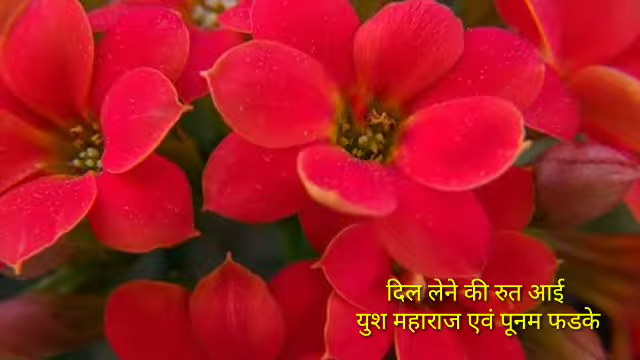 दिल लेने की रुत आई
युश महाराज एवं पूनम फडके